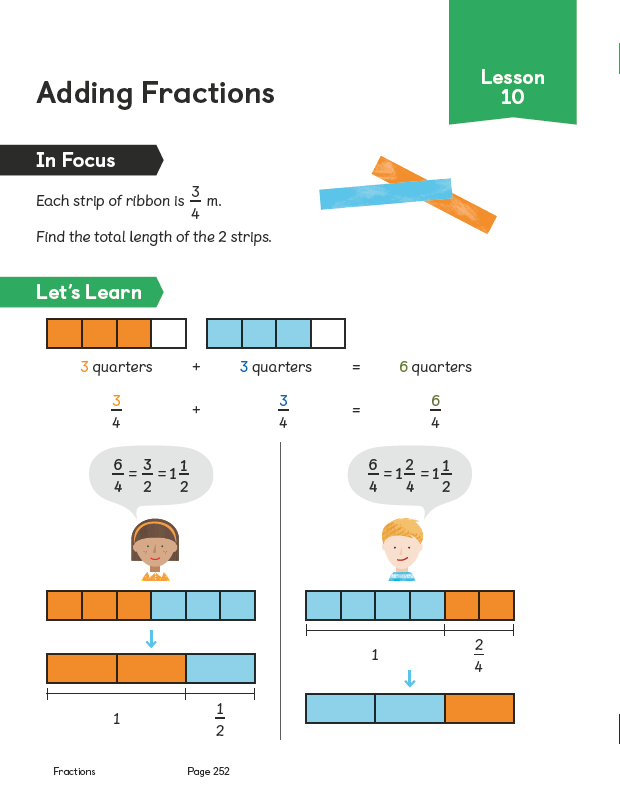 Lesson
10
Adding Fractions
In Focus
Each strip of ribbon is 3/4 m.
Find the total length of the 2 strips.
Let's Learn
3 quarters + 3 quarters = 6 quarters
3/4 + 3/4 = 6/4
6/4 = 3/2 = 1 1/2
6/4 = 1 2/4 = 1 1/2
1 1/2
1 2/4
Fractions Page 252